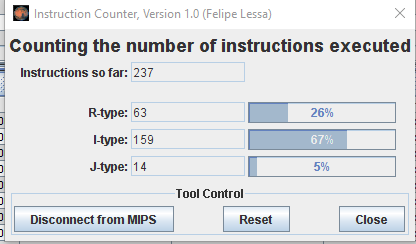 Instruction Counter, Version 1.0 (Felipe Lessa)
Counting the number of instructions executed
Instructions so far: 237
R-type: 63 26%
I-type: 159 67%
J-type: 14 5%
Tool Control
Disconnect from MIPS Reset Close